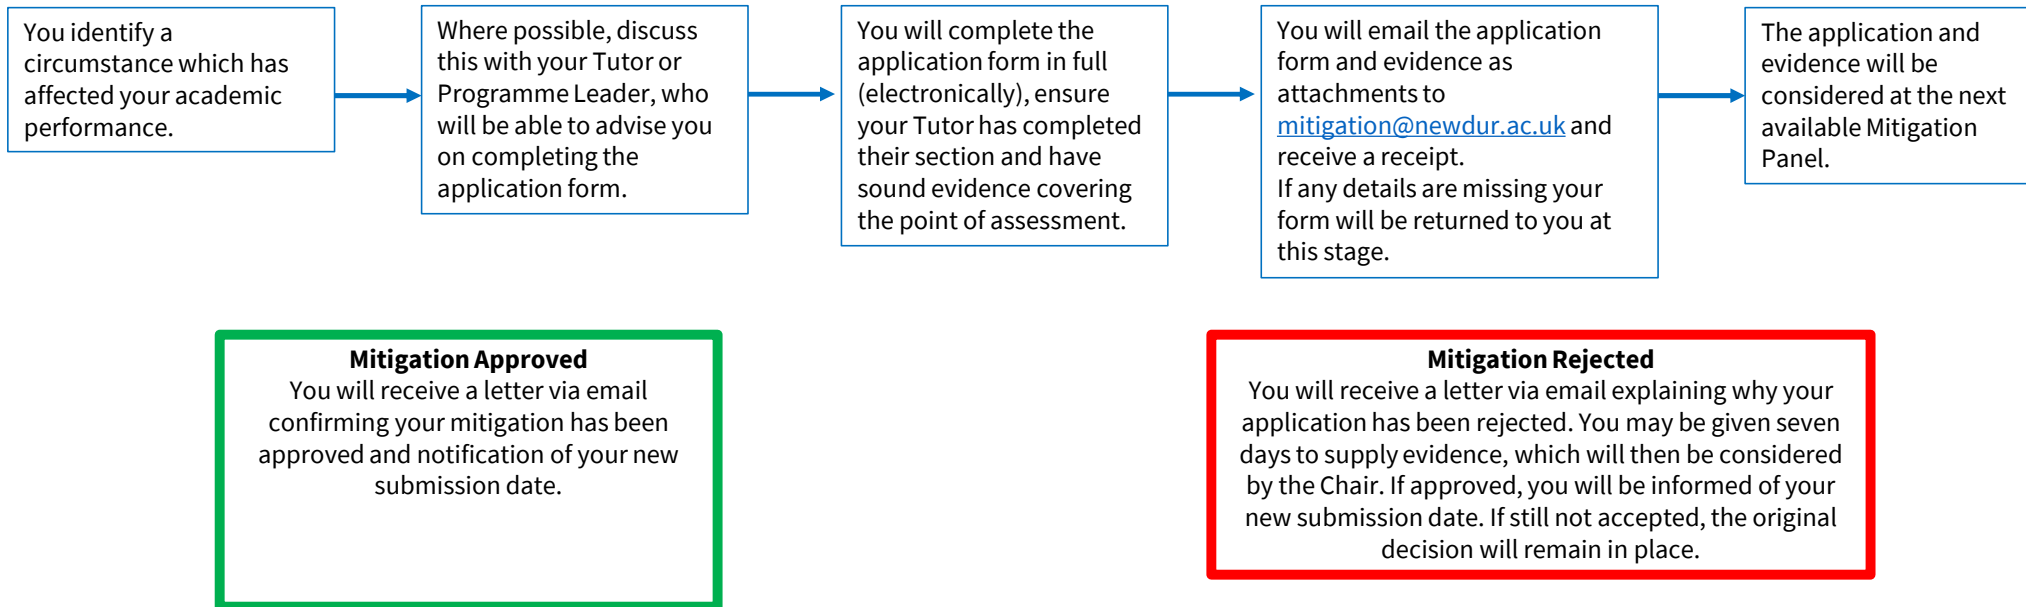 You identify a
circumstance which has
affected your academic
performance.
Where possible, discuss
this with your Tutor or
Programme Leader, who
will be able to advise you
on completing the
application form.
You will complete the
application form in full
(electronically), ensure
your Tutor has completed
their section and have
sound evidence covering
the point of assessment.
You will email the application
form and evidence as
attachments to
mitigation@newdur.ac.uk and
receive a receipt.
If any details are missing your
form will be returned to you at
this stage.
The application and
evidence will be
considered at the next
available Mitigation
Panel.
Mitigation Approved
You will receive a letter via email
confirming your mitigation has been
approved and notification of your new
submission date.
Mitigation Rejected
You will receive a letter via email explaining why your
application has been rejected. You may be given seven
days to supply evidence, which will then be considered
by the Chair. If approved, you will be informed of your
new submission date. If still not accepted, the original
decision will remain in place.